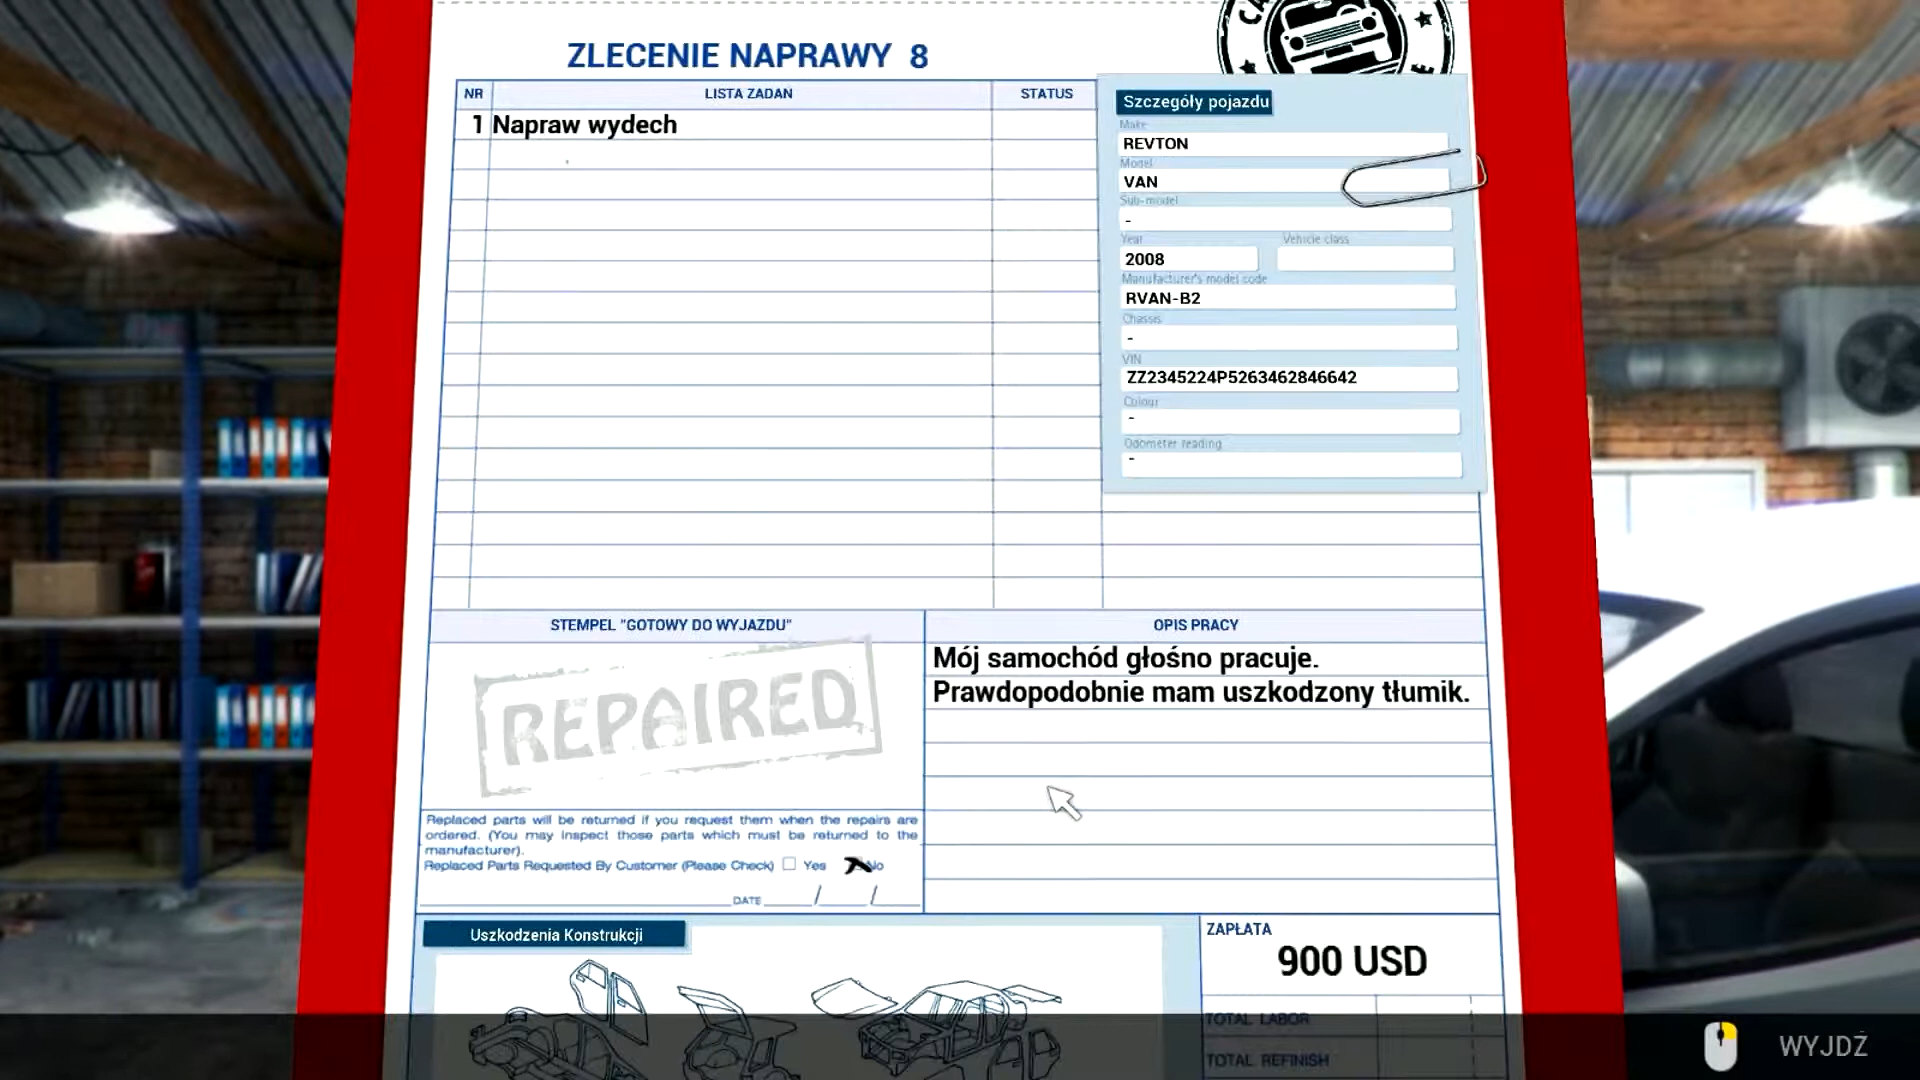 ZLECENIE NAPRAWY 8
NR LISTA ZADAN STATUS
1 Napraw wydech
Szczegóły pojazdu
Make
REVTON
Model
VAN
Sub-model
-
Year Vehicle class
2008
Manufacturer's model code
RVAN-B2
Chassis
-
VIN
ZZ2345224P5263462846642
Colour
-
Odometer reading
-
STEMPEL "GOTOWY DO WYJAZDU"
REPAIRED
OPIS PRACY
Mój samochód głośno pracuje.
Prawdopodobnie mam uszkodzony tłumik.
Replaced parts will be returned if you request them when the repairs are
ordered. (You may inspect those parts which must be returned to the
manufacturer).
Replaced Parts Requested By Customer (Please Check) Yes No
DATE / /
Uszkodzenia Konstrukcji
ZAPŁATA
900 USD
TOTAL LABOR
TOTAL REFINISH
WYJDŹ